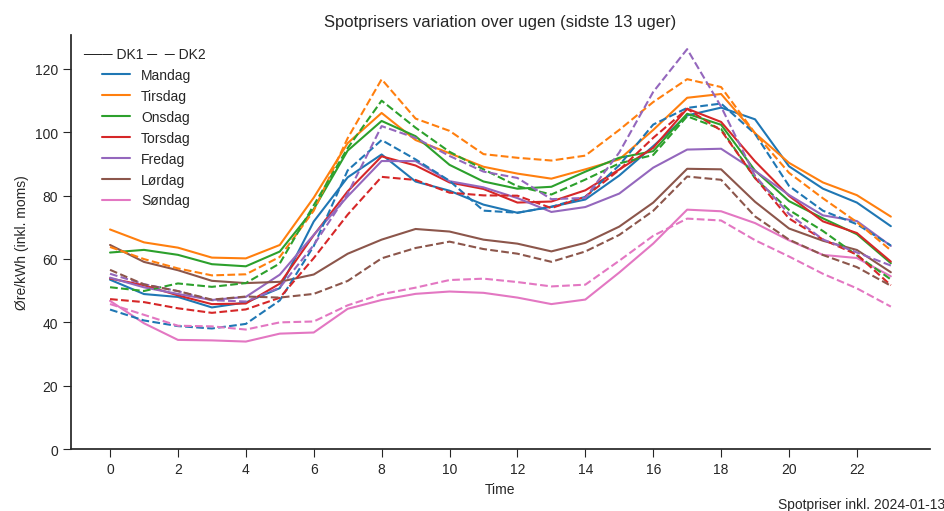 Spotprisers variation over ugen (sidste 13 uger)
DK1 DK2
Mandag
Tirsdag
Onsdag
Torsdag
Fredag
Lørdag
Søndag
Øre/kWh (inkl. moms)
120
100
80
60
40
20
0
0 2 4 6 8 10 12 14 16 18 20 22
Time
Spotpriser inkl. 2024-01-13